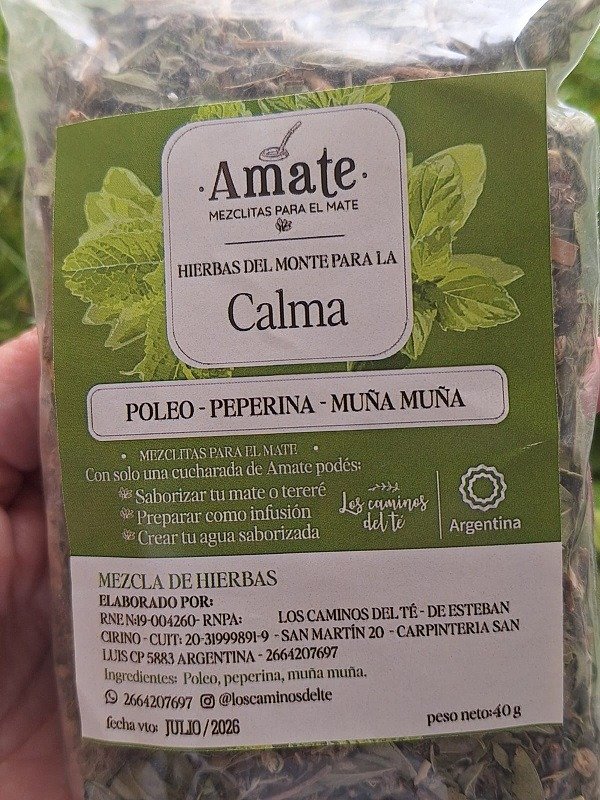 ·Amate·
MEZCLITAS PARA EL MATE
HIERBAS DEL MONTE PARA LA
Calma
POLEO - PEPERINA - MUÑA MUÑA
• MEZCLITAS PARA EL MATE •
Con solo una cucharada de Amate podés:
Saborizar tu mate o tereré
Preparar como infusión
Crear tu agua saborizada
Los caminos
del té
Argentina
MEZCLA DE HIERBAS
ELABORADO POR:
RNE N:19-004260- RNPA: LOS CAMINOS DEL TÉ - DE ESTEBAN
CIRINO - CUIT: 20-31999891-9 - SAN MARTÍN 20 - CARPINTERIA SAN
LUIS CP 5883 ARGENTINA - 2664207697
Ingredientes: Poleo, peperina, muña muña.
2664207697 @loscaminosdelte
fecha vto: JULIO / 2026
peso neto:40 g